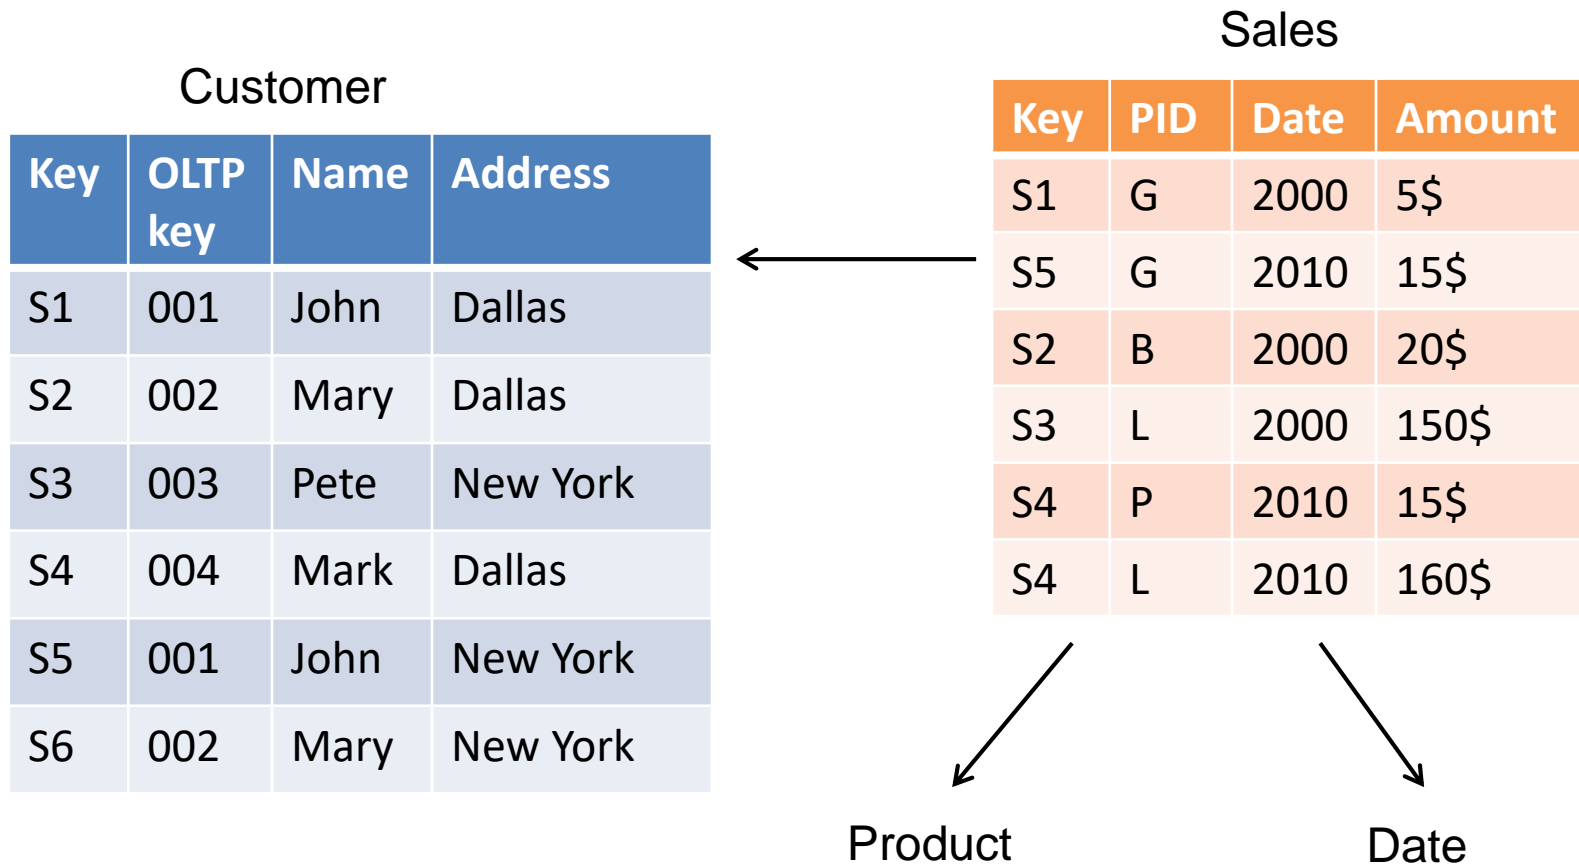 Customer
Key OLTP key Name Address
S1 001 John Dallas
S2 002 Mary Dallas
S3 003 Pete New York
S4 004 Mark Dallas
S5 001 John New York
S6 002 Mary New York
Sales
Key PID Date Amount
S1 G 2000 5$
S5 G 2010 15$
S2 B 2000 20$
S3 L 2000 150$
S4 P 2010 15$
S4 L 2010 160$
Product
Date